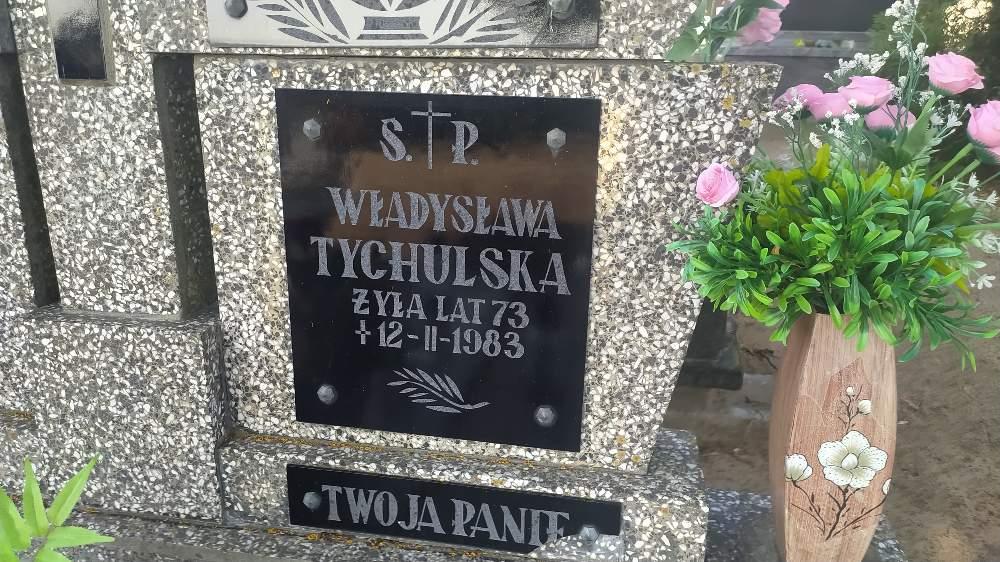 S. P.
WŁADYSŁAWA
TYCHULSKA
ŻYŁA LAT 73
+ 12-II-1983
TWOJA PANIE